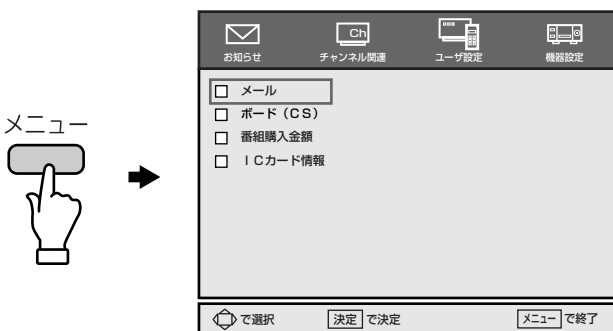 メニュー
お知らせ
Ch
チャンネル関連
ユーザ設定
機器設定
メール
ボード（CS）
番組購入金額
ICカード情報
で選択 決定 で決定 メニュー で終了